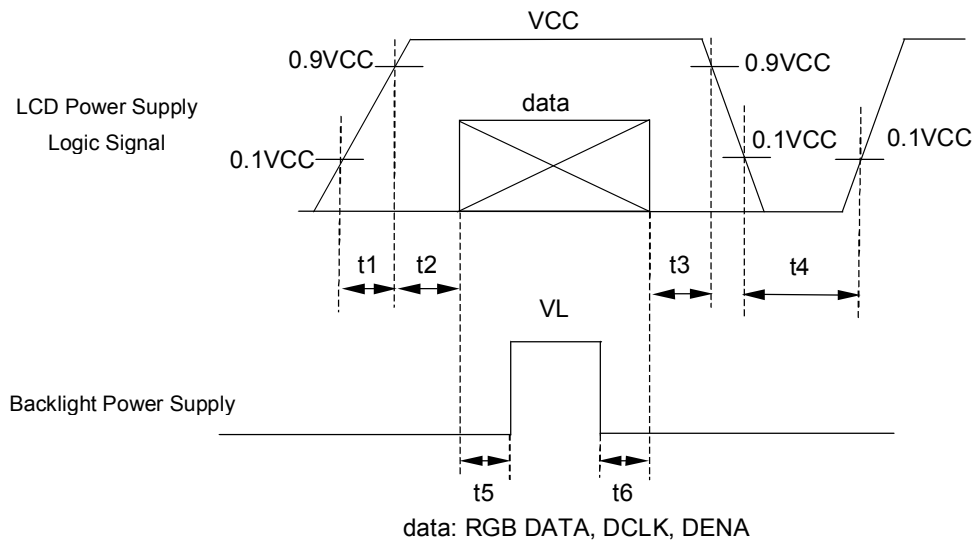 VCC
0.9VCC
0.9VCC
LCD Power Supply
Logic Signal
data
0.1VCC
0.1VCC
0.1VCC
t1
t2
t3
t4
VL
Backlight Power Supply
t5
t6
data: RGB DATA, DCLK, DENA